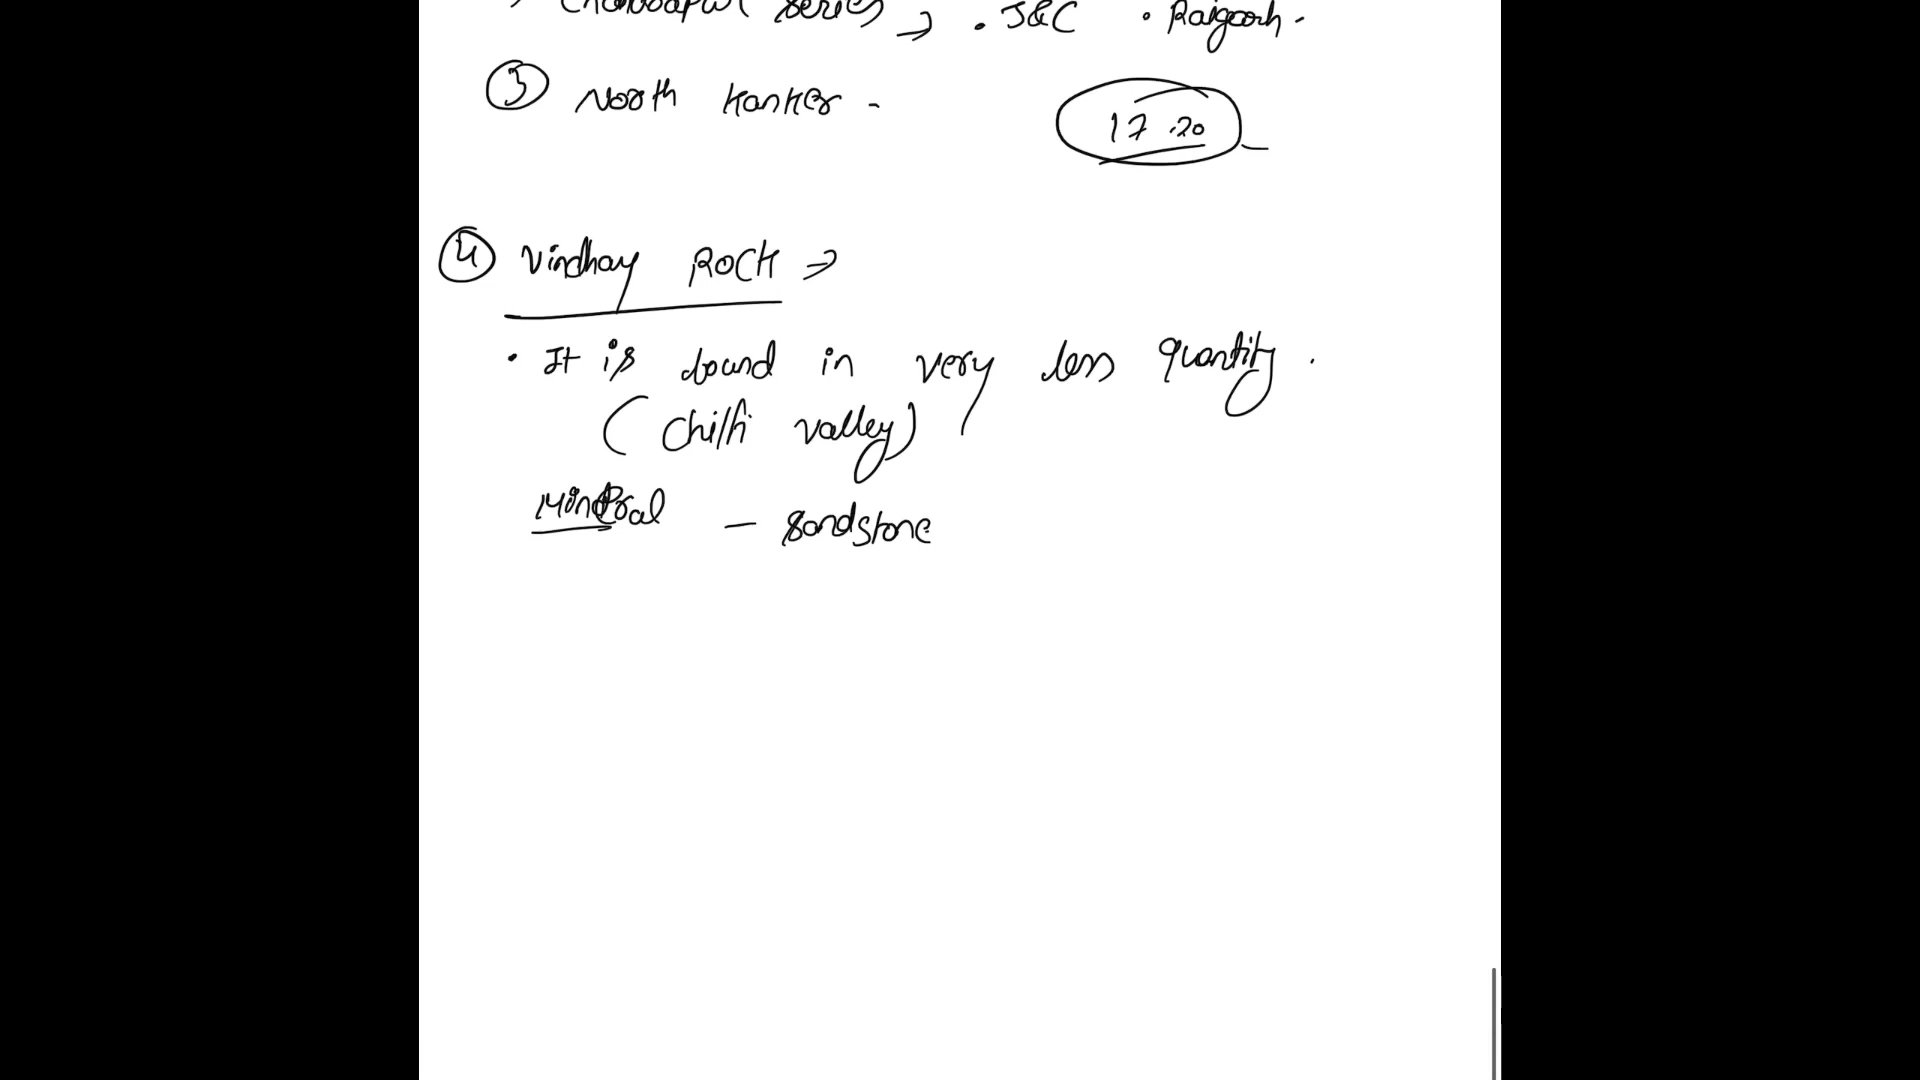 series → • J&C • Raigarh -
③ North Kanker -
17.20
④ Vindhay Rock ⇒
• It is found in very less quantity.
(Chilfi valley)
Mineral - Sandstone